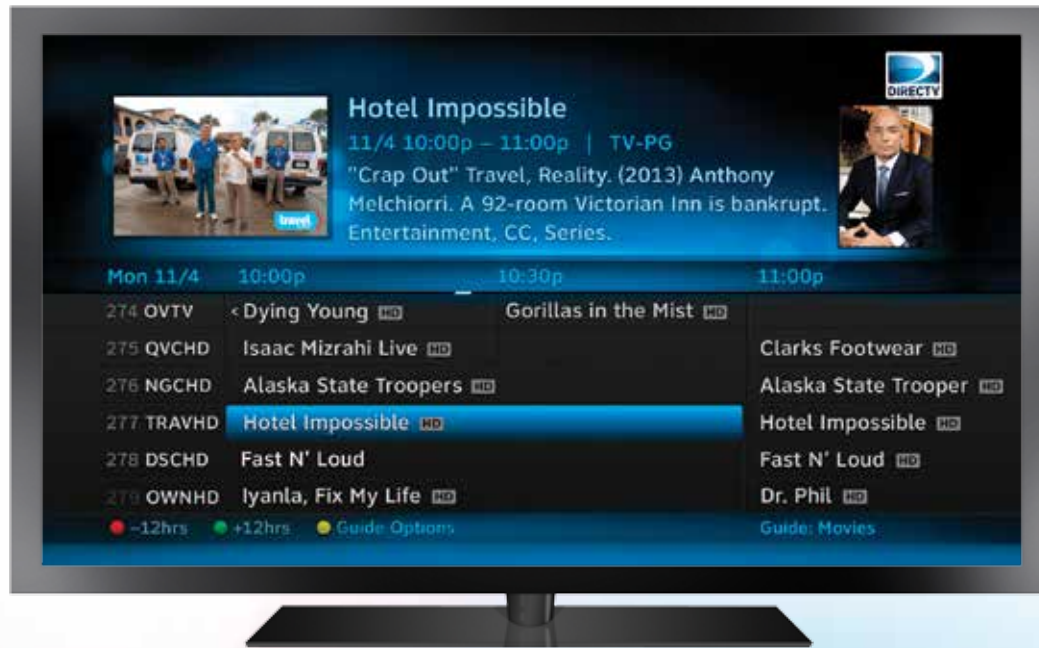 DIRECTV
Hotel Impossible
11/4 10:00p – 11:00p | TV-PG
"Crap Out" Travel, Reality. (2013) Anthony
Melchiorri. A 92-room Victorian Inn is bankrupt.
Entertainment, CC, Series.
travel
Mon 11/4 10:00p 10:30p 11:00p
274 OVTV <Dying Young HD Gorillas in the Mist HD
275 QVCHD Isaac Mizrahi Live HD Clarks Footwear HD
276 NGCHD Alaska State Troopers HD Alaska State Trooper HD
277 TRAVHD Hotel Impossible HD Hotel Impossible HD
278 DSCHD Fast N' Loud Fast N' Loud HD
279 OWNHD Iyanla, Fix My Life HD Dr. Phil HD
–12hrs +12hrs Guide Options Guide: Movies